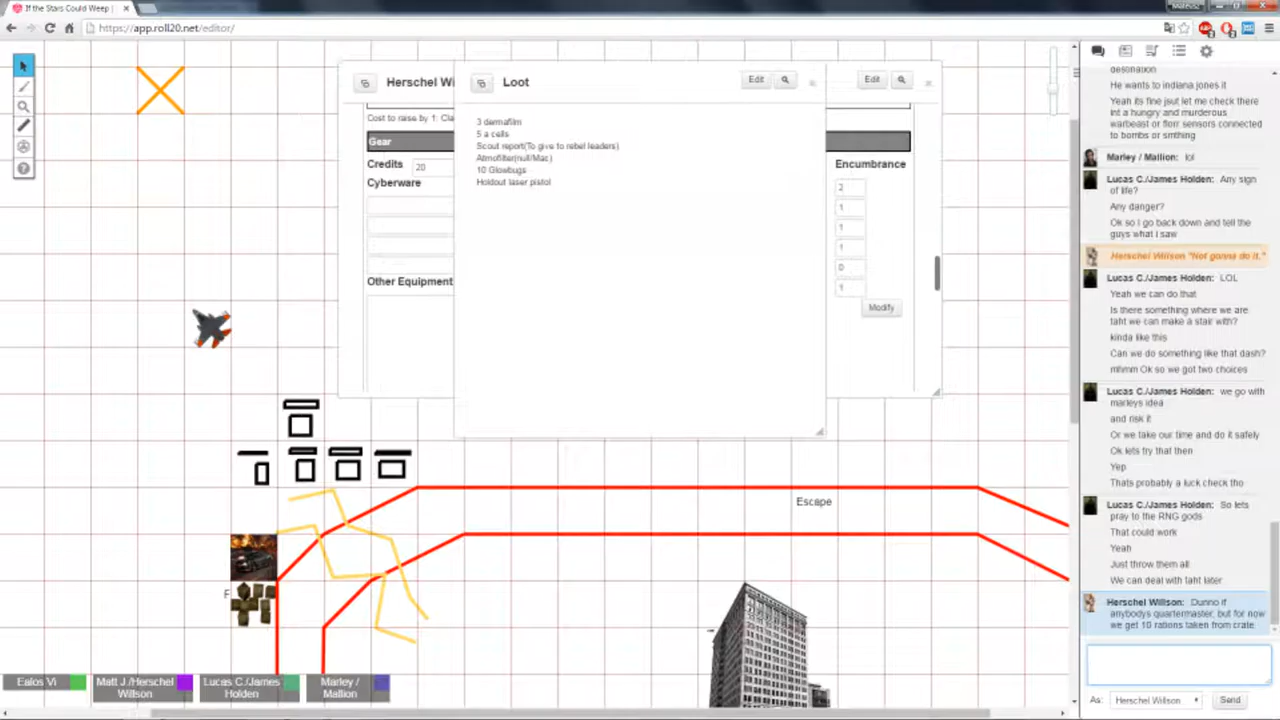 If the Stars Could Weep |
Mateusz
https://app.roll20.net/editor/
Herschel Wi
Loot
Edit
Edit
Cost to raise by 1: Cla
Gear
Credits
20
Cyberware
Other Equipment
3 dermafilm
5 a cells
Scout report(To give to rebel leaders)
Atmofilter(null/Mac)
10 Glowbugs
Holdout laser pistol
Encumbrance
2
1
1
1
0
1
Modify
Escape
F
Ealos Vi
Matt J./Herschel
Willson
Lucas C./James
Holden
Marley /
Mallion
destination
He wants to indiana jones it
Yeah its fine jsut let me check there
int a hungry and murderous
warbeast or florr sensors connected
to bombs or smthing
Marley / Mallion: lol
Lucas C./James Holden: Any sign
of life?
Any danger?
Ok so I go back down and tell the
guys what I saw
Herschel Willson "Not gonna do it."
Lucas C./James Holden: LOL
Yeah we can do that
Is there something where we are
taht we can make a stair with?
kinda like this
Can we do something like that dash?
mhmm Ok so we got two choices
Lucas C./James Holden: we go with
marleys idea
and risk it
Or we take our time and do it safely
Ok lets try that then
Yep
Thats probably a luck check tho
Lucas C./James Holden: So lets
pray to the RNG gods
That could work
Yeah
Just throw them all
We can deal with taht later
Herschel Willson: Dunno if
anybodys quartermaster, but for now
we get 10 rations taken from crate
As:
Herschel Willson
Send